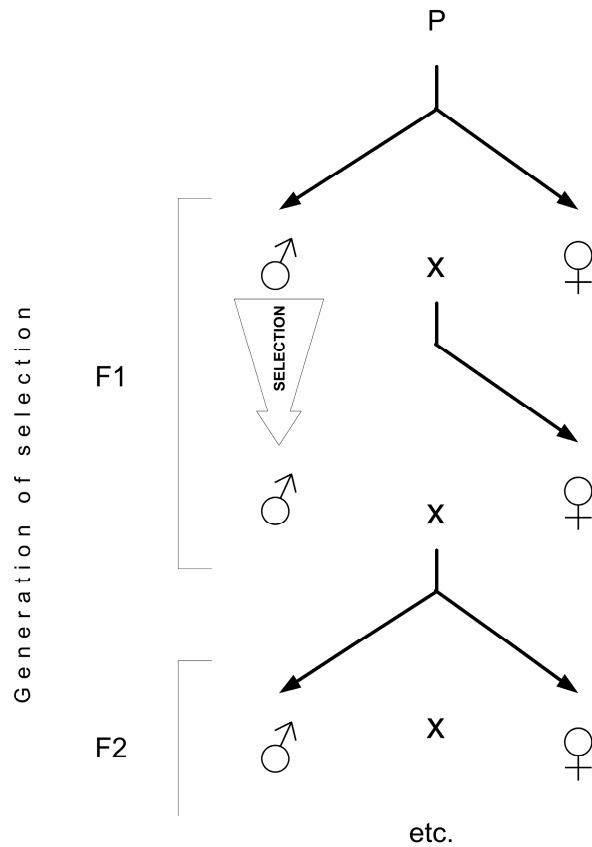 P
♂ x ♀
SELECTION
F1
Generation of selection
♂ x ♀
F2
♂ x ♀
etc.